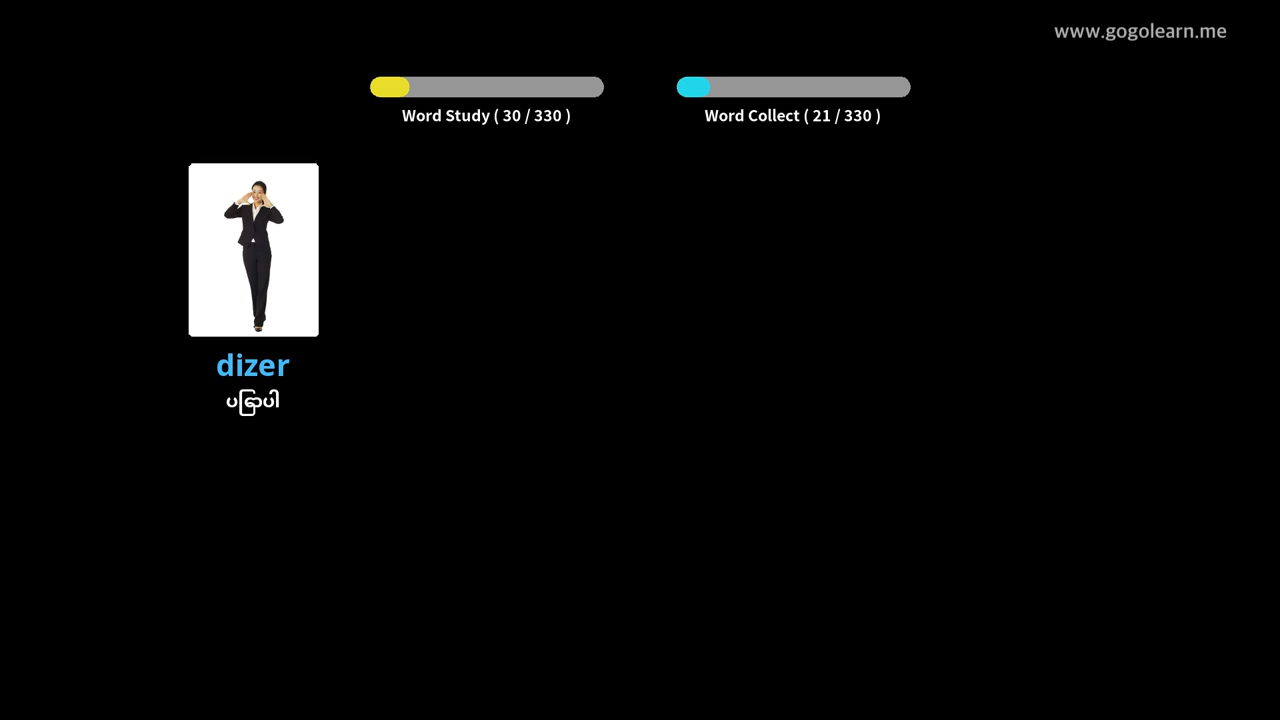 www.gogolearn.me
Word Study ( 30 / 330 )
Word Collect ( 21 / 330 )
dizer
ပြောပါ